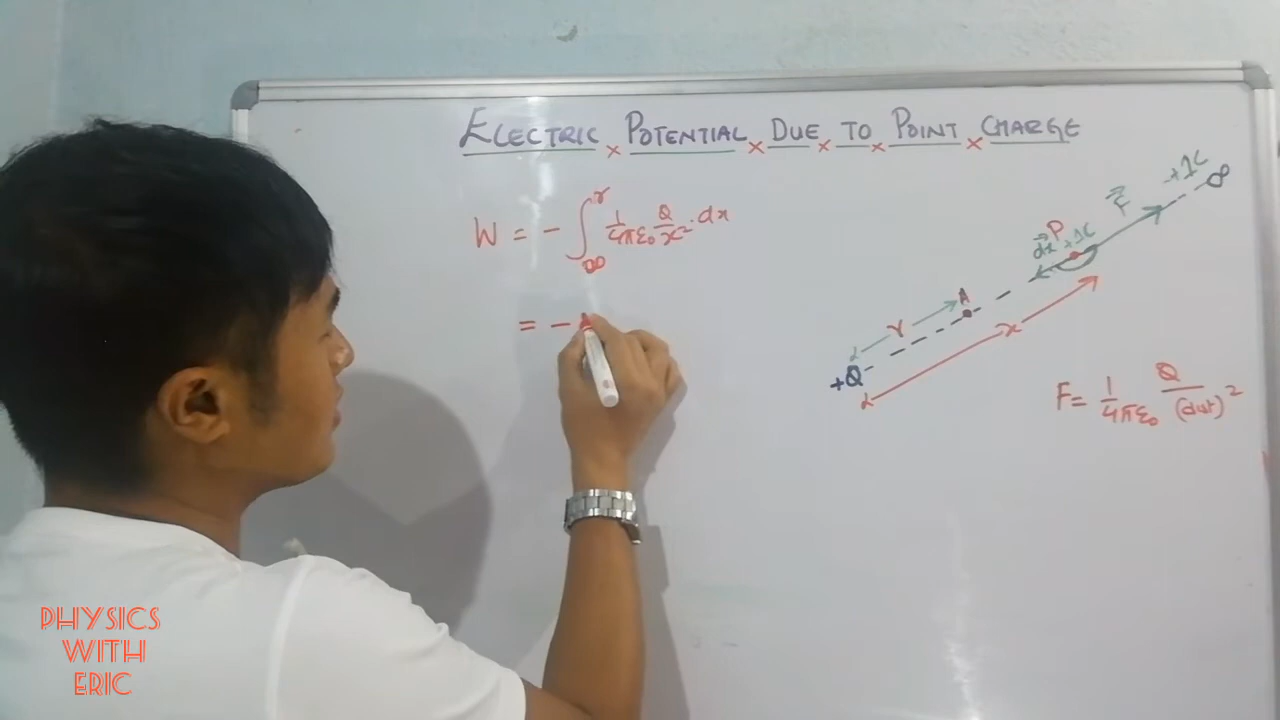 ELECTRIC × POTENTIAL × DUE × TO × POINT × CHARGE
W = - ∫∞r 1/4πε₀ Q/x² · dx
= -
+1C ∞
F⃗
P
dx⃗ +1C
A
r
x
+Q
F = 1/4πε₀ Q/(dist)²
PHYSICS
WITH
ERIC